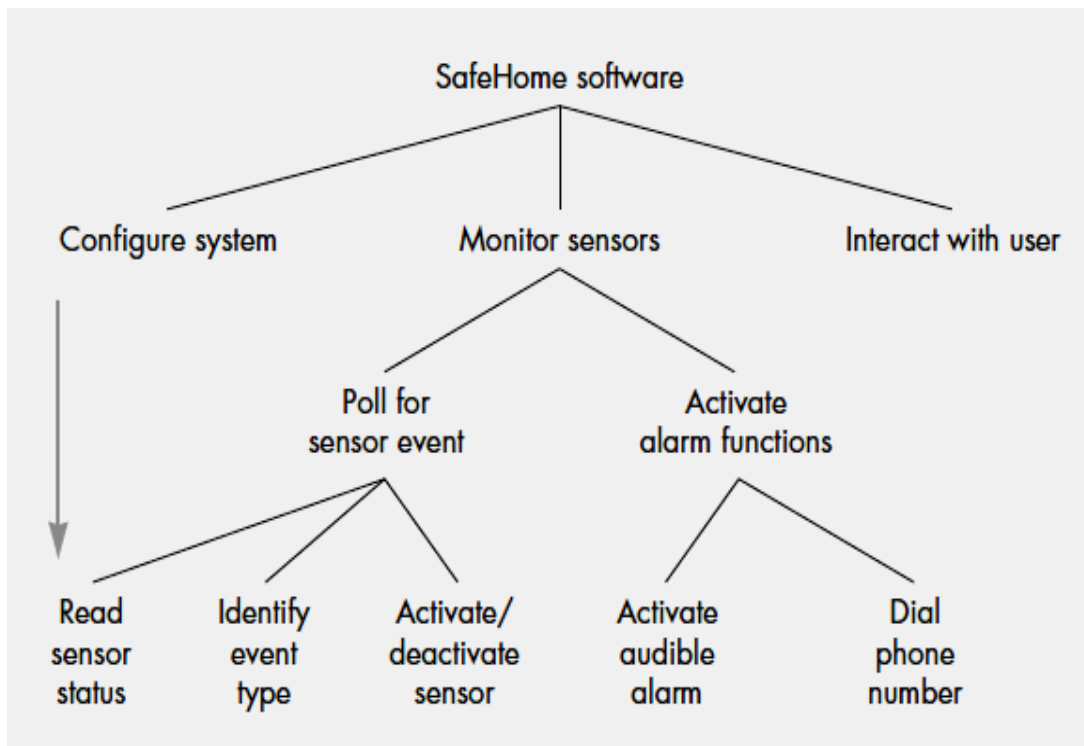 SafeHome software
Configure system
Monitor sensors
Interact with user
Poll for
sensor event
Activate
alarm functions
Read
sensor
status
Identify
event
type
Activate/
deactivate
sensor
Activate
audible
alarm
Dial
phone
number